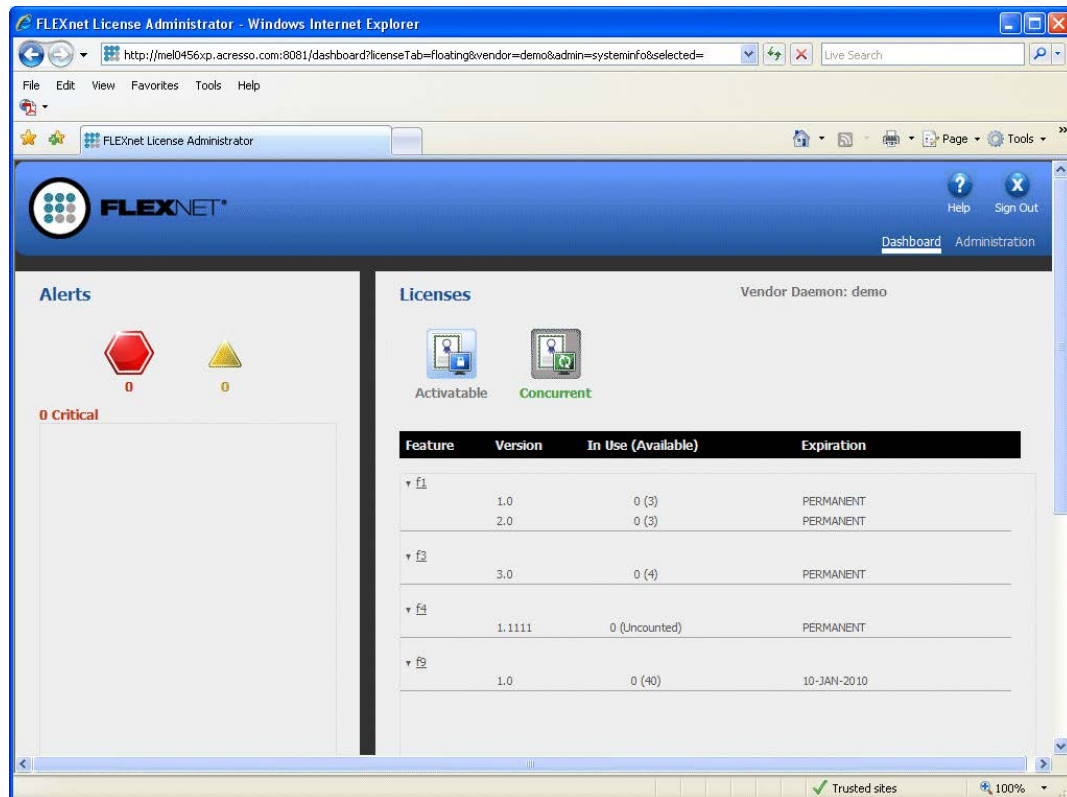 FLEXnet License Administrator - Windows Internet Explorer
http://mel0456xp.acresso.com:8081/dashboard?licenseTab=floating&vendor=demo&admin=systeminfo&selected=
Live Search
File Edit View Favorites Tools Help
FLEXnet License Administrator
Page Tools
FLEXNET
Help Sign Out
Dashboard Administration
Alerts
0 0
0 Critical
Licenses
Vendor Daemon: demo
Activatable Concurrent
Feature Version In Use (Available) Expiration
f1
1.0 0 (3) PERMANENT
2.0 0 (3) PERMANENT
f3
3.0 0 (4) PERMANENT
f4
1.1111 0 (Uncounted) PERMANENT
f9
1.0 0 (40) 10-JAN-2010
Trusted sites 100%